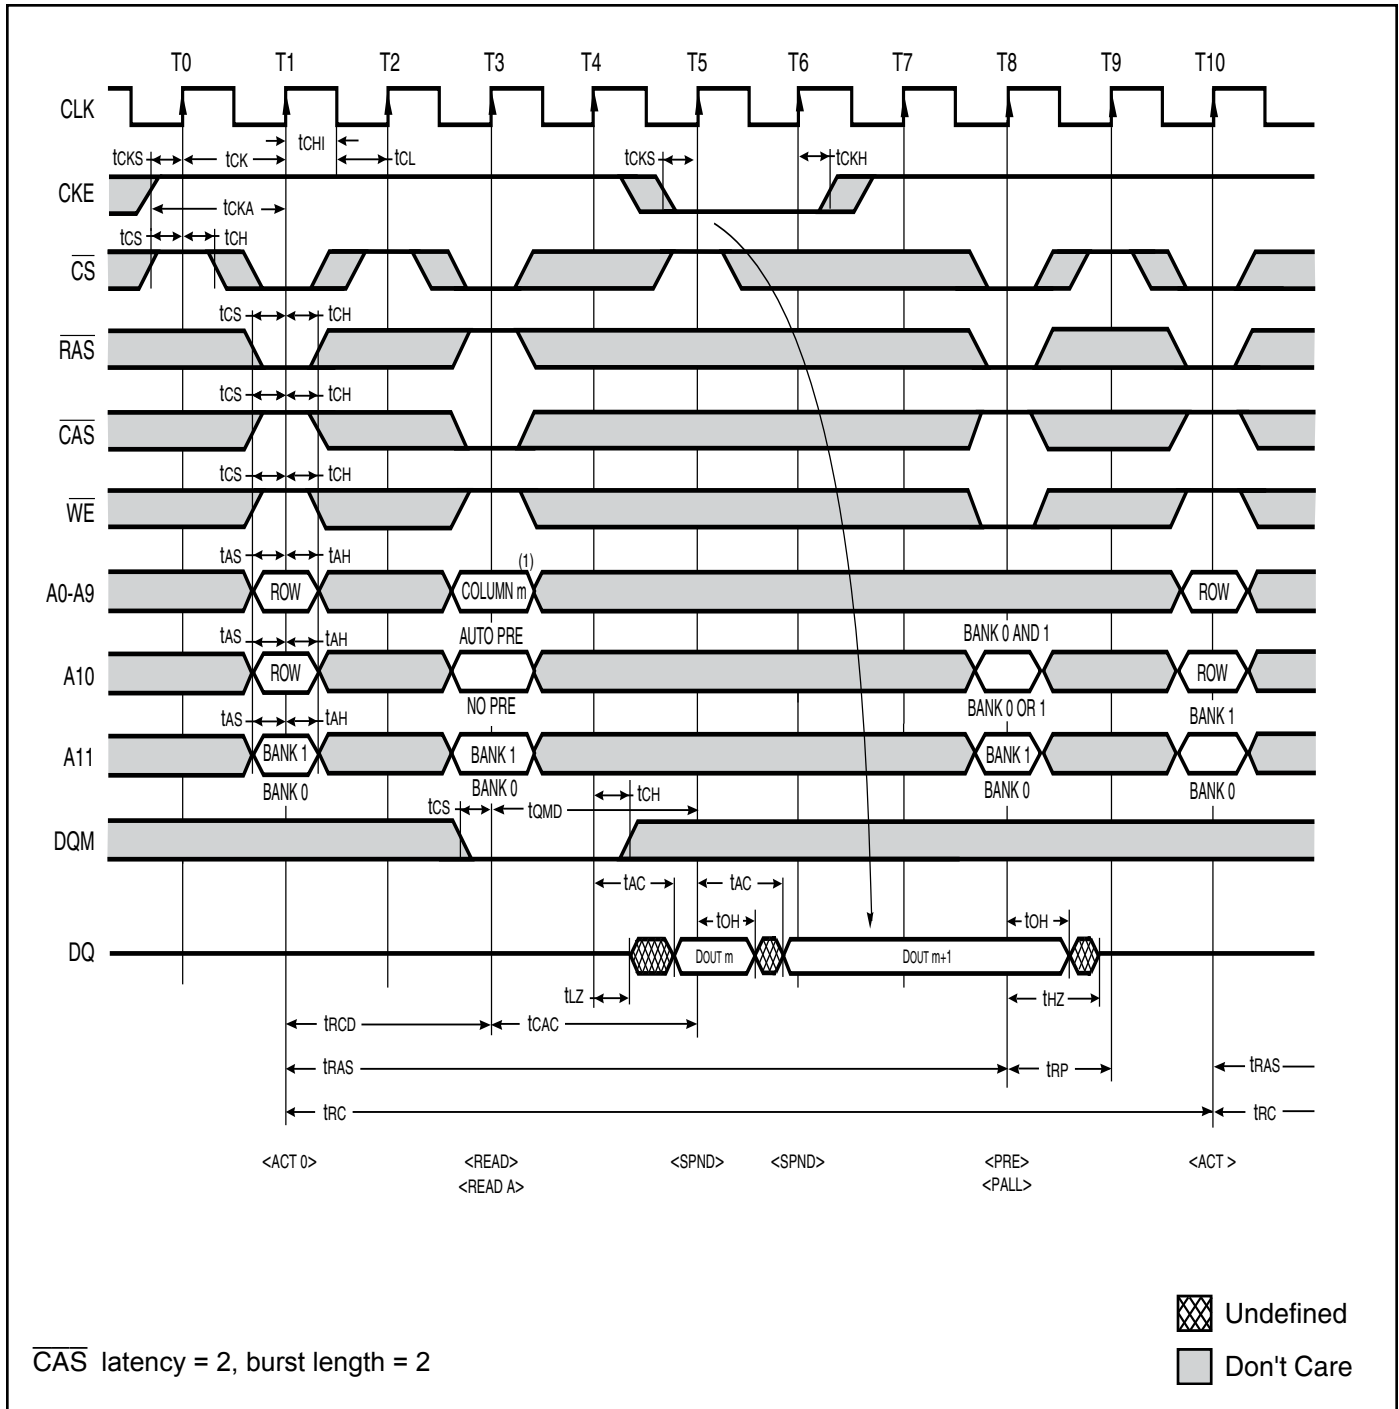 T0 T1 T2 T3 T4 T5 T6 T7 T8 T9 T10
CLK
tCHI
tCKS tCK tCL tCKS tCKH
CKE
tCKA
tCS tCH
CS
tCS tCH
RAS
tCS tCH
CAS
tCS tCH
WE
tAS tAH (1)
A0-A9 ROW COLUMN m ROW
tAS tAH AUTO PRE BANK 0 AND 1
A10 ROW ROW
NO PRE BANK 0 OR 1
tAS tAH BANK 1
A11 BANK 1 BANK 1 BANK 1
BANK 0 BANK 0 BANK 0 BANK 0
tCS tQMD tCH
DQM
tAC tAC
tOH tOH
DQ DOUT m DOUT m+1
tLZ tHZ
tRCD tCAC
tRAS tRP tRAS
tRC tRC
<ACT 0> <READ> <SPND> <SPND> <PRE> <ACT >
<READ A> <PALL>
Undefined
CAS latency = 2, burst length = 2
Don't Care